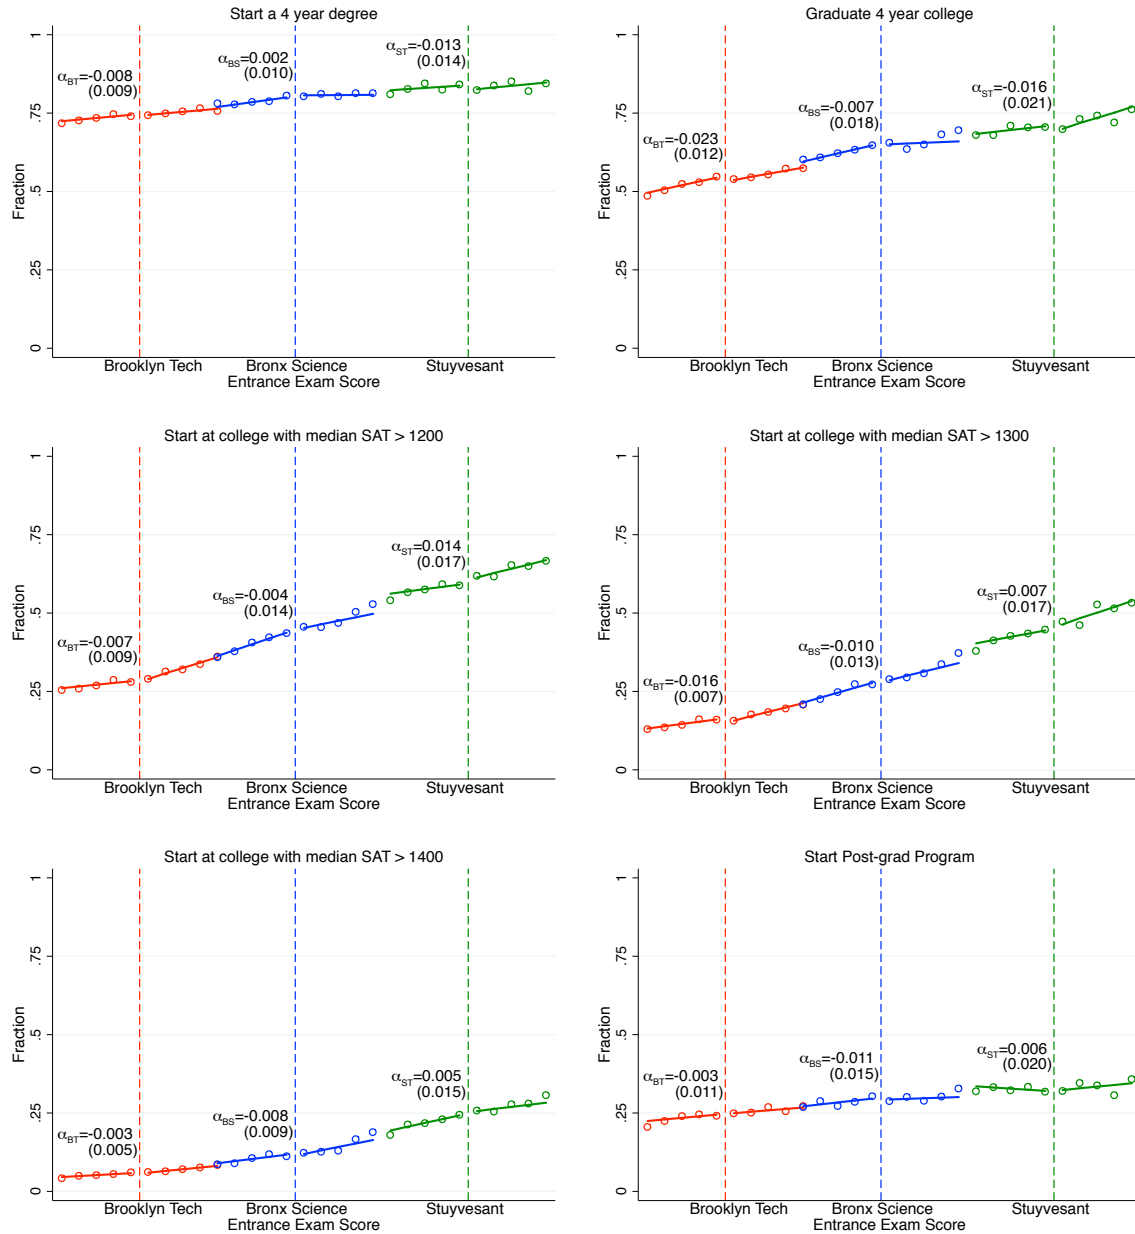 Start a 4 year degree
1
.75
.5
.25
0
Fraction
αBT=-0.008
(0.009)
αBS=0.002
(0.010)
αST=-0.013
(0.014)
Brooklyn Tech
Bronx Science
Stuyvesant
Entrance Exam Score
Graduate 4 year college
1
.75
.5
.25
0
Fraction
αBT=-0.023
(0.012)
αBS=-0.007
(0.018)
αST=-0.016
(0.021)
Brooklyn Tech
Bronx Science
Stuyvesant
Entrance Exam Score
Start at college with median SAT > 1200
1
.75
.5
.25
0
Fraction
αBT=-0.007
(0.009)
αBS=-0.004
(0.014)
αST=0.014
(0.017)
Brooklyn Tech
Bronx Science
Stuyvesant
Entrance Exam Score
Start at college with median SAT > 1300
1
.75
.5
.25
0
Fraction
αBT=-0.016
(0.007)
αBS=-0.010
(0.013)
αST=0.007
(0.017)
Brooklyn Tech
Bronx Science
Stuyvesant
Entrance Exam Score
Start at college with median SAT > 1400
1
.75
.5
.25
0
Fraction
αBT=-0.003
(0.005)
αBS=-0.008
(0.009)
αST=0.005
(0.015)
Brooklyn Tech
Bronx Science
Stuyvesant
Entrance Exam Score
Start Post-grad Program
1
.75
.5
.25
0
Fraction
αBT=-0.003
(0.011)
αBS=-0.011
(0.015)
αST=0.006
(0.020)
Brooklyn Tech
Bronx Science
Stuyvesant
Entrance Exam Score